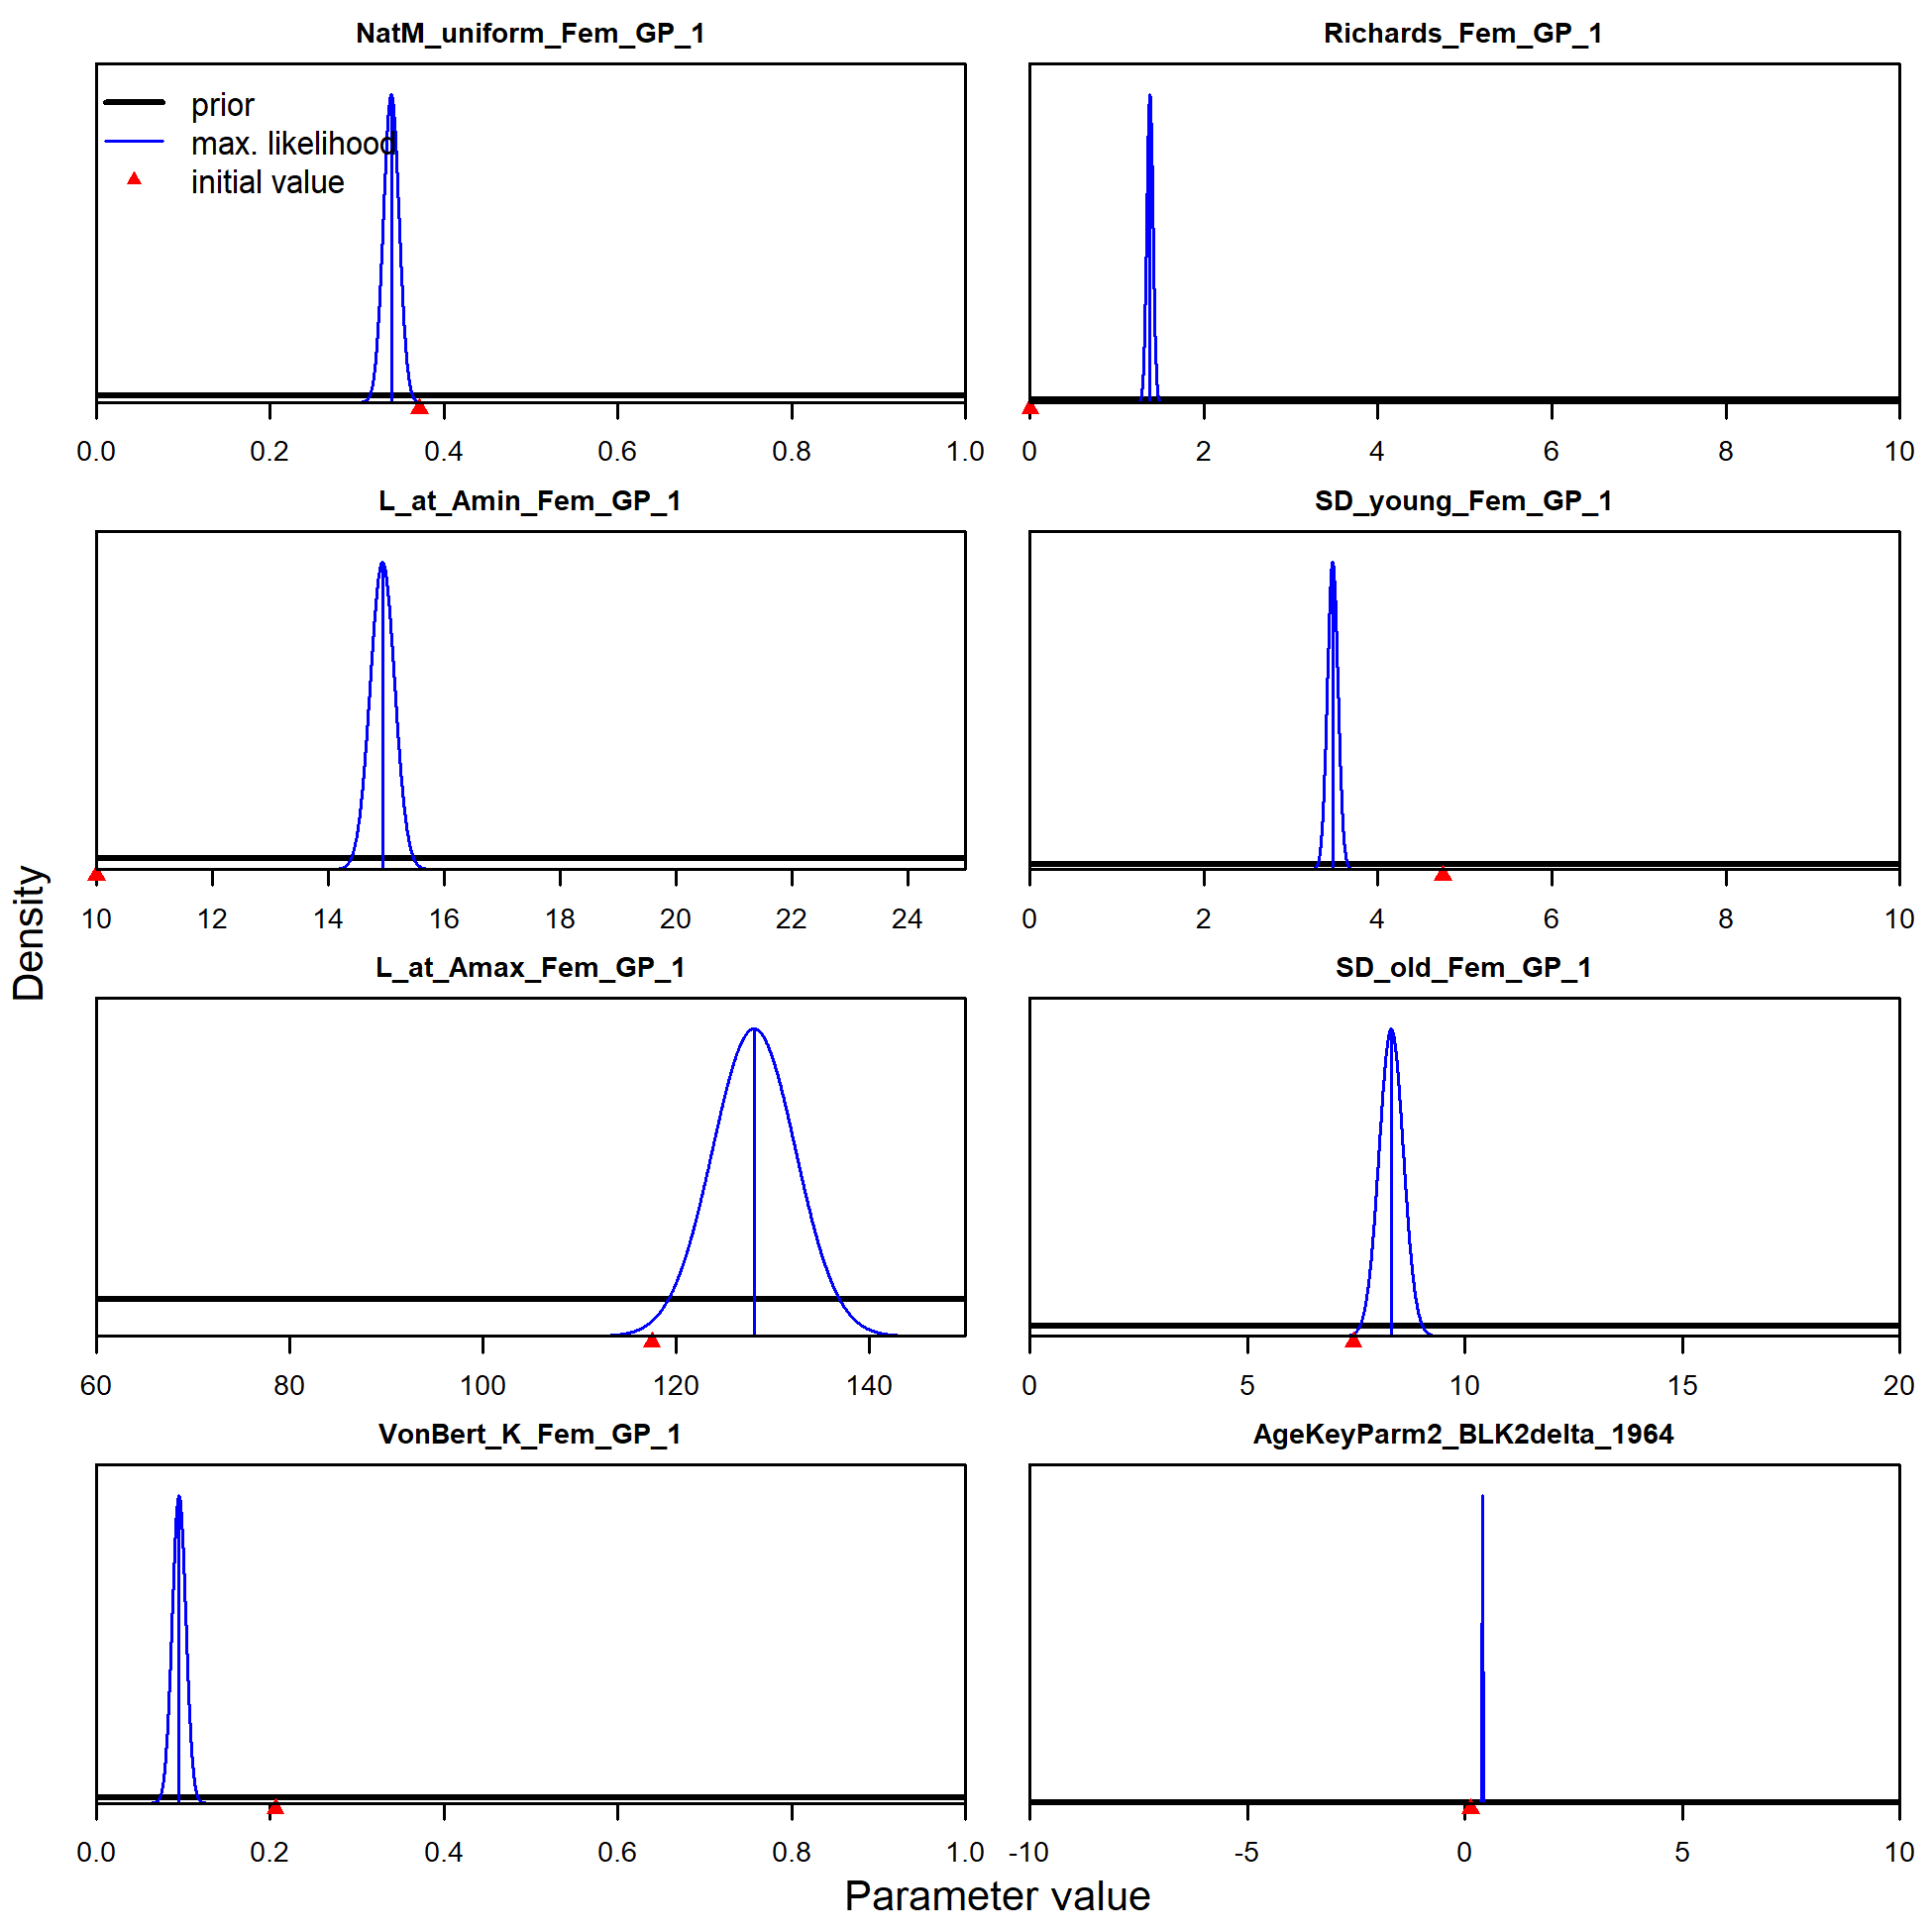 NatM_uniform_Fem_GP_1
prior
max. likelihood
initial value
0.0 0.2 0.4 0.6 0.8 1.0
Richards_Fem_GP_1
0 2 4 6 8 10
L_at_Amin_Fem_GP_1
10 12 14 16 18 20 22 24
SD_young_Fem_GP_1
0 2 4 6 8 10
Density
L_at_Amax_Fem_GP_1
60 80 100 120 140
SD_old_Fem_GP_1
0 5 10 15 20
VonBert_K_Fem_GP_1
0.0 0.2 0.4 0.6 0.8 1.0
AgeKeyParm2_BLK2delta_1964
-10 -5 0 5 10
Parameter value